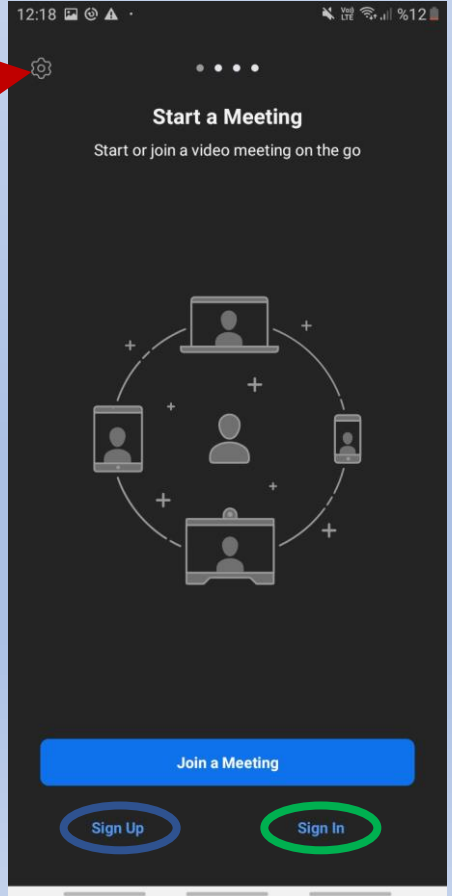 12:18 %12
Start a Meeting
Start or join a video meeting on the go
Join a Meeting
Sign Up Sign In